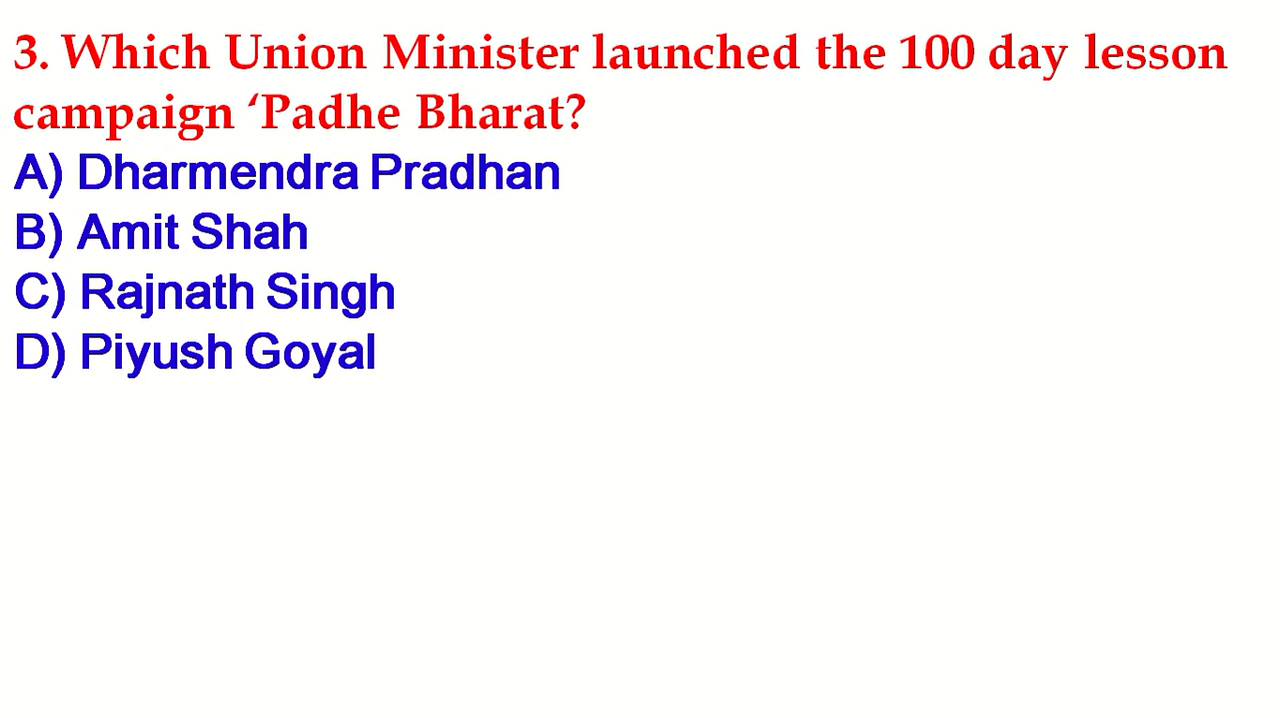 3. Which Union Minister launched the 100 day lesson
campaign ‘Padhe Bharat?
A) Dharmendra Pradhan
B) Amit Shah
C) Rajnath Singh
D) Piyush Goyal